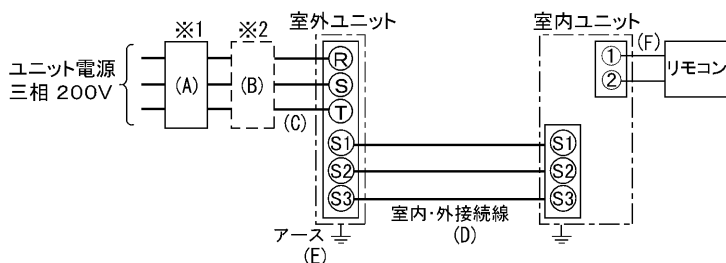 ※1
※2
室外ユニット
室内ユニット
ユニット電源
三相 200V
(A)
(B)
(C)
R
S
T
S1
S2
S3
アース
(E)
室内・外接続線
(D)
S1
S2
S3
①
②
(F)
リモコン